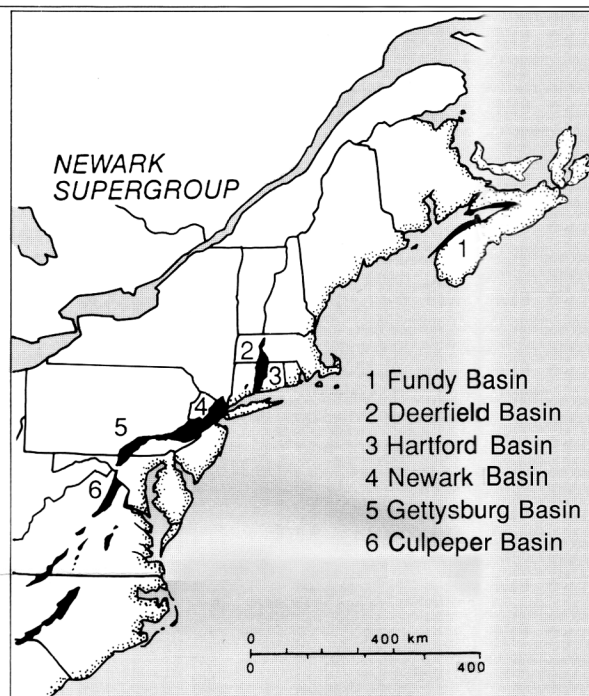 NEWARK
SUPERGROUP
1
2
3
4
5
6
1 Fundy Basin
2 Deerfield Basin
3 Hartford Basin
4 Newark Basin
5 Gettysburg Basin
6 Culpeper Basin
0 400 km
0 400